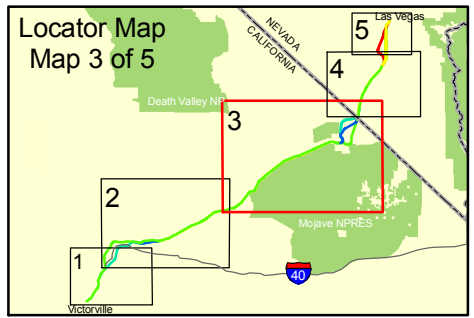 Locator Map
Map 3 of 5
Las Vegas
5
NEVADA
CALIFORNIA
4
Death Valley NP
3
2
Mojave NPRES
1
40
Victorville